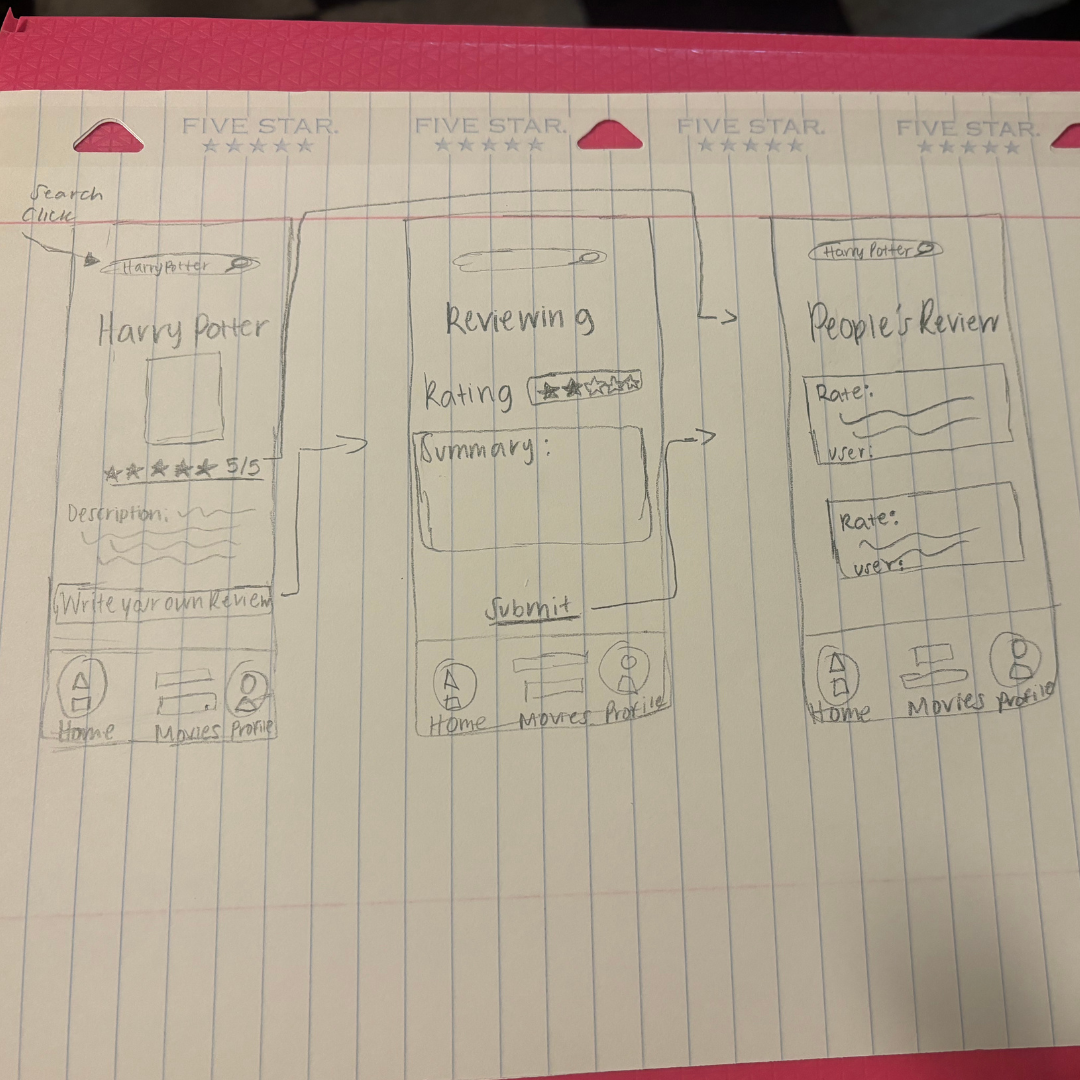 FIVE STAR.
FIVE STAR.
FIVE STAR.
FIVE STAR.
Search
Click
Harry Potter
Harry Potter
5/5
Description:
Write your own Review
Home
Movies
Profile
Reviewing
Rating
Summary:
Submit
Home
Movies
Profile
Harry Potter
People's Review
Rate:
user:
Rate:
user:
Home
Movies
Profile